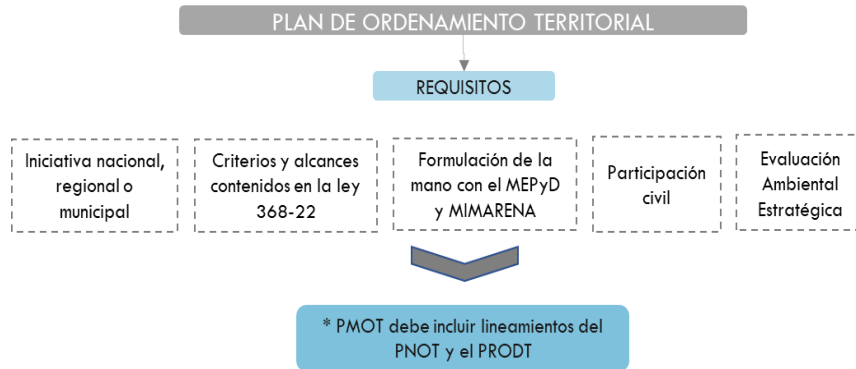 PLAN DE ORDENAMIENTO TERRITORIAL
REQUISITOS
Iniciativa nacional,
regional o
municipal
Criterios y alcances
contenidos en la ley
368-22
Formulación de la
mano con el MEPyD
y MIMARENA
Participación
civil
Evaluación
Ambiental
Estratégica
* PMOT debe incluir lineamientos del
PNOT y el PRODT